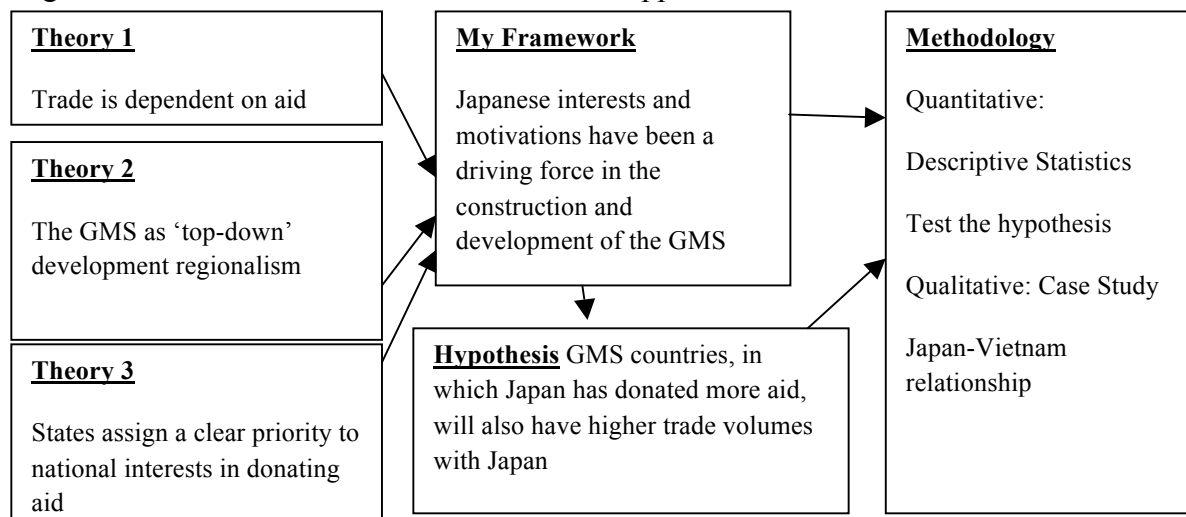 Theory 1
Trade is dependent on aid
Theory 2
The GMS as ‘top-down’
development regionalism
Theory 3
States assign a clear priority to
national interests in donating
aid
My Framework
Japanese interests and
motivations have been a
driving force in the
construction and
development of the GMS
Hypothesis GMS countries, in
which Japan has donated more aid,
will also have higher trade volumes
with Japan
Methodology
Quantitative:
Descriptive Statistics
Test the hypothesis
Qualitative: Case Study
Japan-Vietnam
relationship